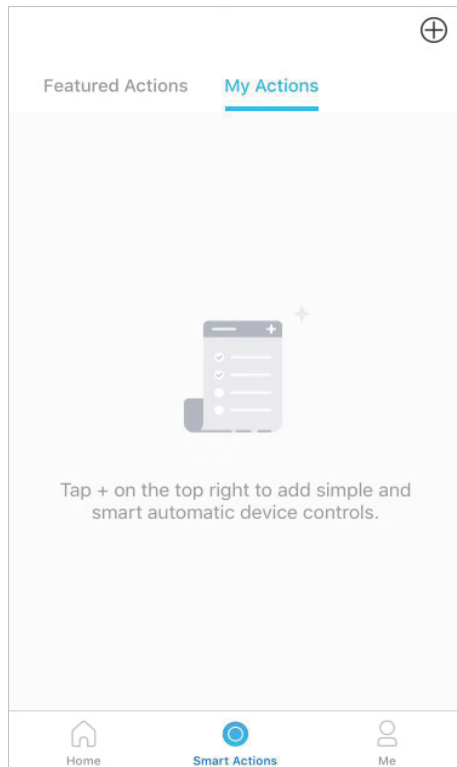 Featured Actions My Actions
Tap + on the top right to add simple and
smart automatic device controls.
Home Smart Actions Me